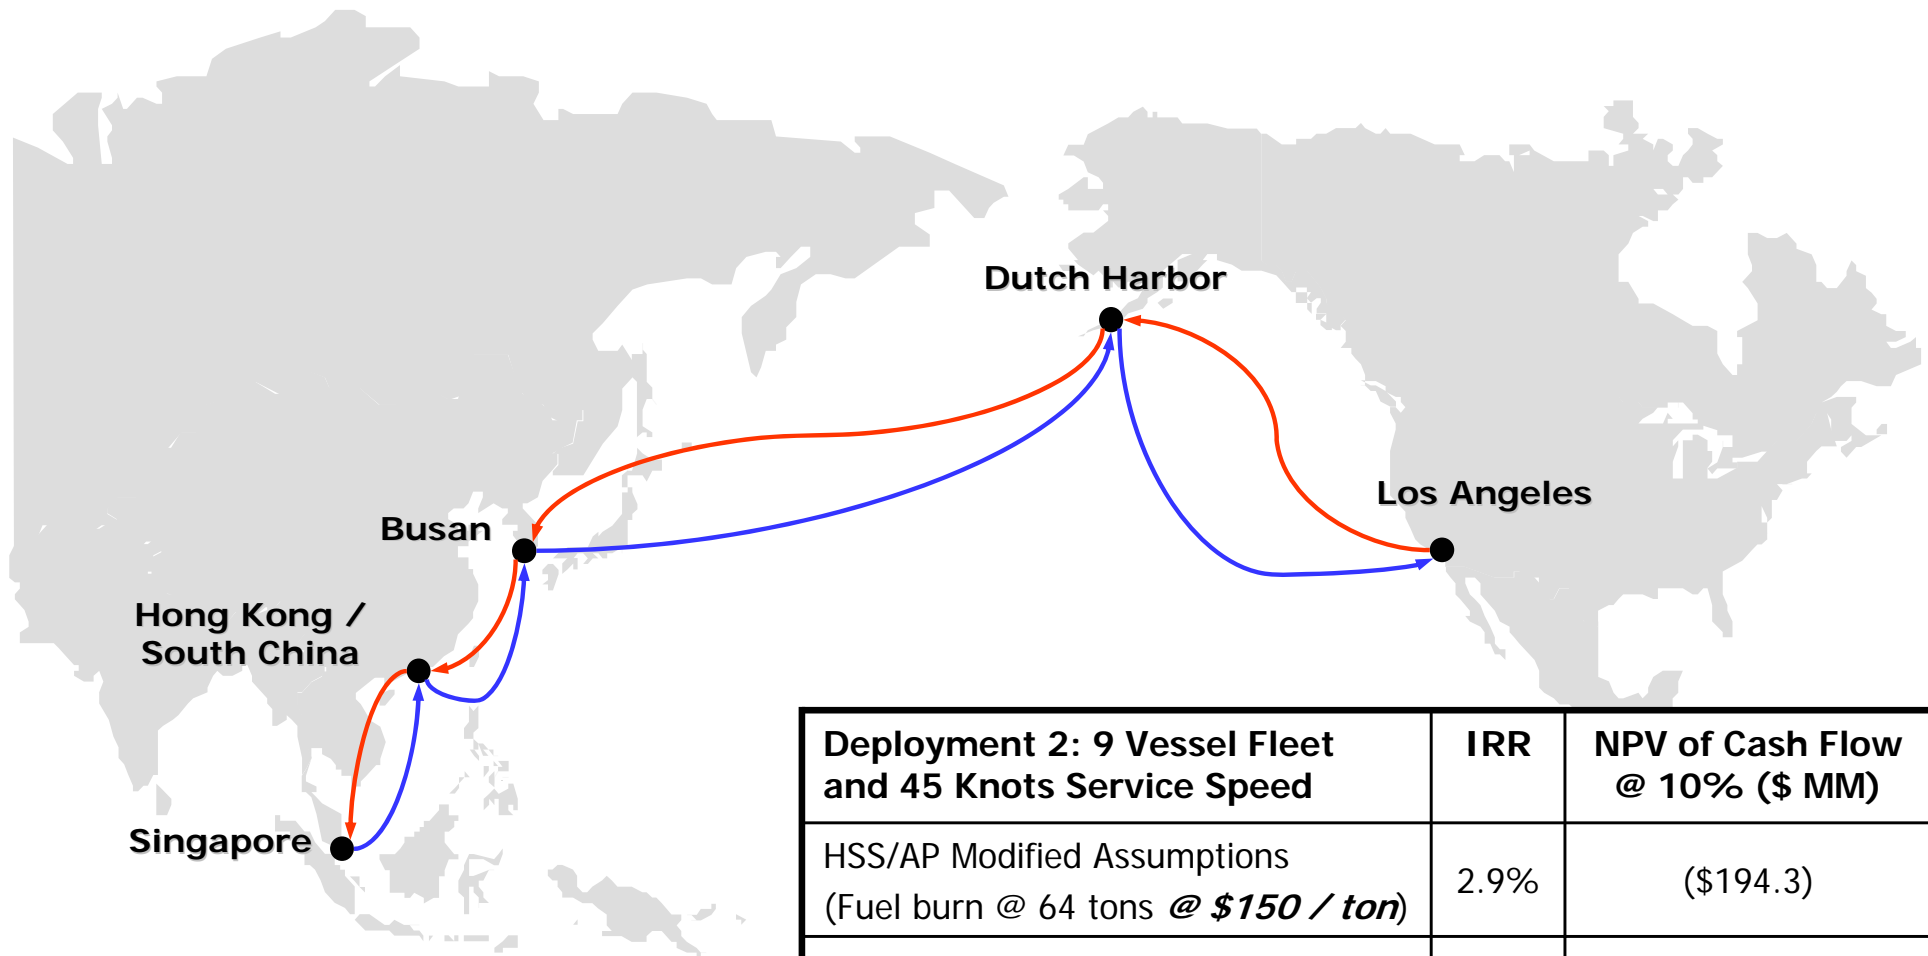 Dutch Harbor
Los Angeles
Busan
Hong Kong /
South China
Singapore
Deployment 2: 9 Vessel Fleet
and 45 Knots Service Speed
IRR
NPV of Cash Flow
@ 10% ($ MM)
HSS/AP Modified Assumptions
(Fuel burn @ 64 tons @ $150 / ton)
2.9%
($194.3)